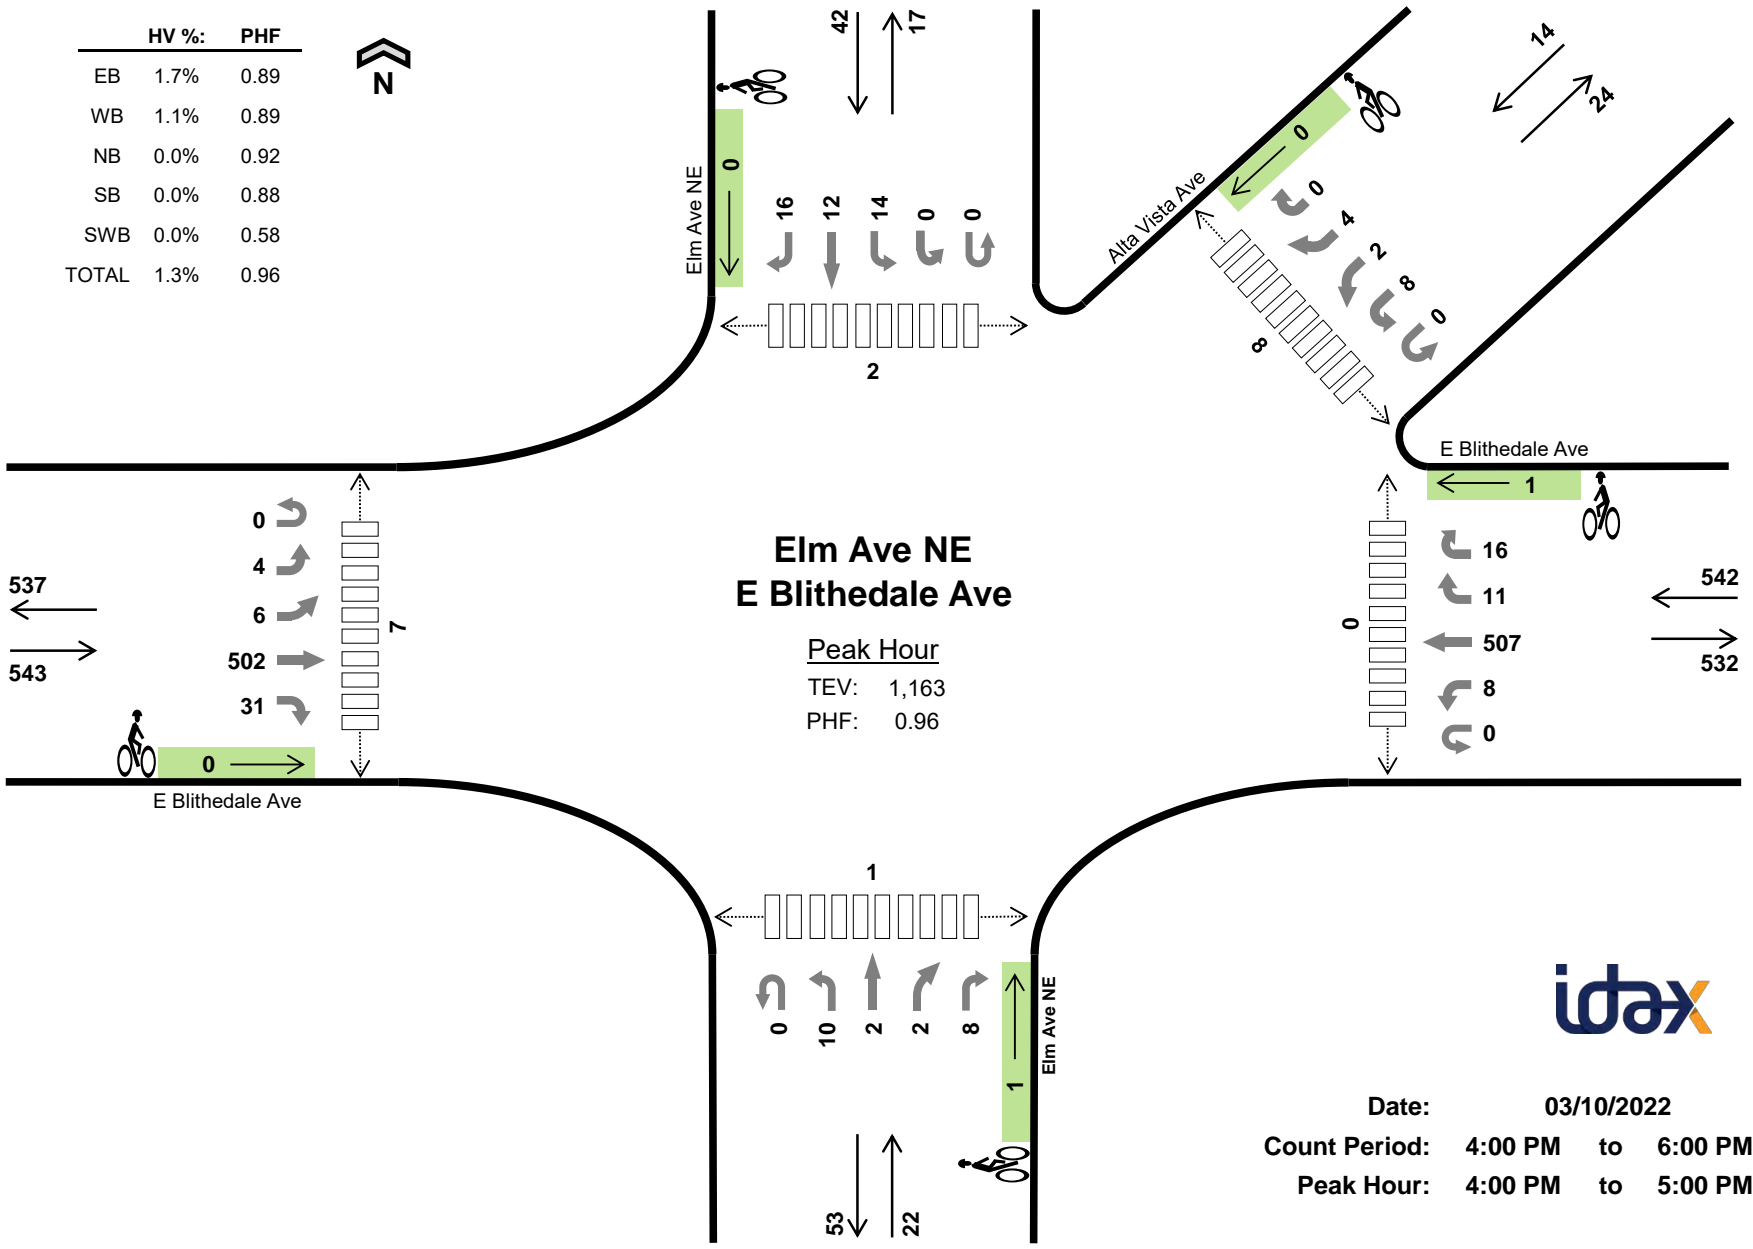 HV %: PHF
EB 1.7% 0.89
WB 1.1% 0.89
NB 0.0% 0.92
SB 0.0% 0.88
SWB 0.0% 0.58
TOTAL 1.3% 0.96
N
42
17
14
24
Elm Ave NE
0
16 12 14 0 0
2
Alta Vista Ave
0
0
4
2
8
0
8
E Blithedale Ave
1
16
11
507
8
0
0
542
532
537
543
0
4
6
502
31
7
0
E Blithedale Ave
Elm Ave NE
E Blithedale Ave
Peak Hour
TEV: 1,163
PHF: 0.96
1
0 10 2 2 8
1
Elm Ave NE
53
22
idax
Date: 03/10/2022
Count Period: 4:00 PM to 6:00 PM
Peak Hour: 4:00 PM to 5:00 PM